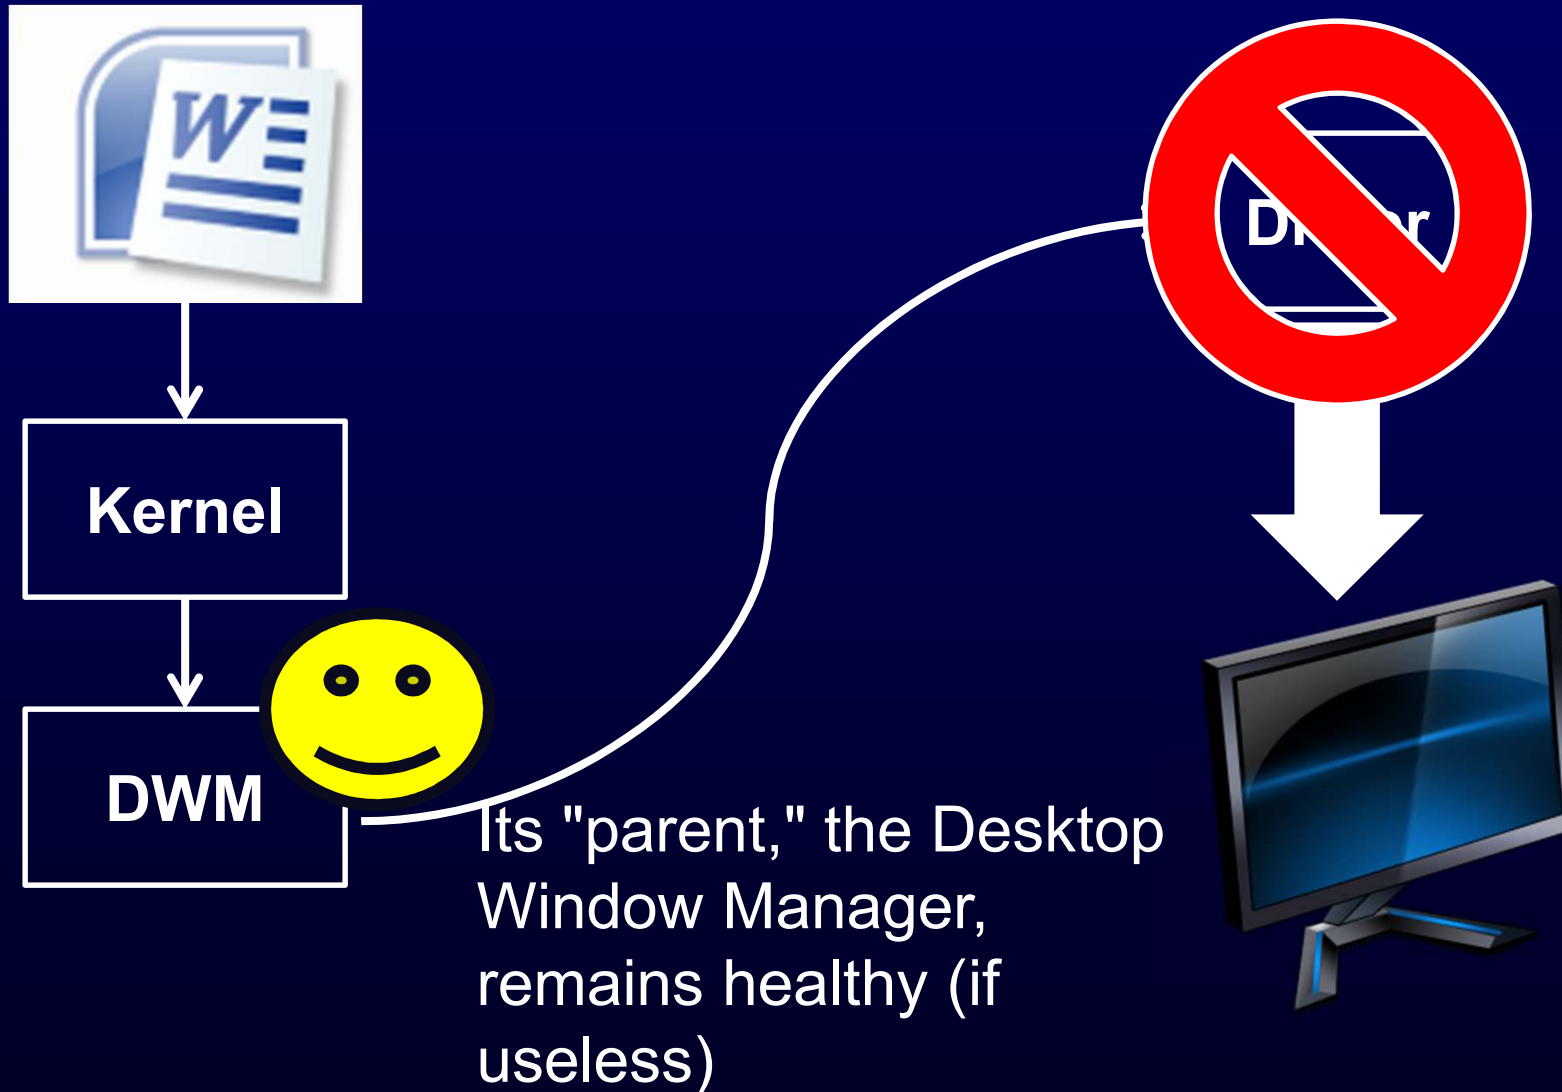 W
Kernel
DWM
Its "parent," the Desktop
Window Manager,
remains healthy (if
useless)